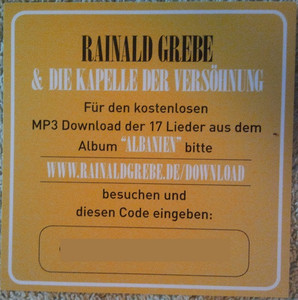 RAINALD GREBE
& DIE KAPELLE DER VERSÖHNUNG
Für den kostenlosen
MP3 Download der 17 Lieder aus dem
Album "ALBANIEN" bitte
WWW.RAINALDGREBE.DE/DOWNLOAD
besuchen und
diesen Code eingeben: